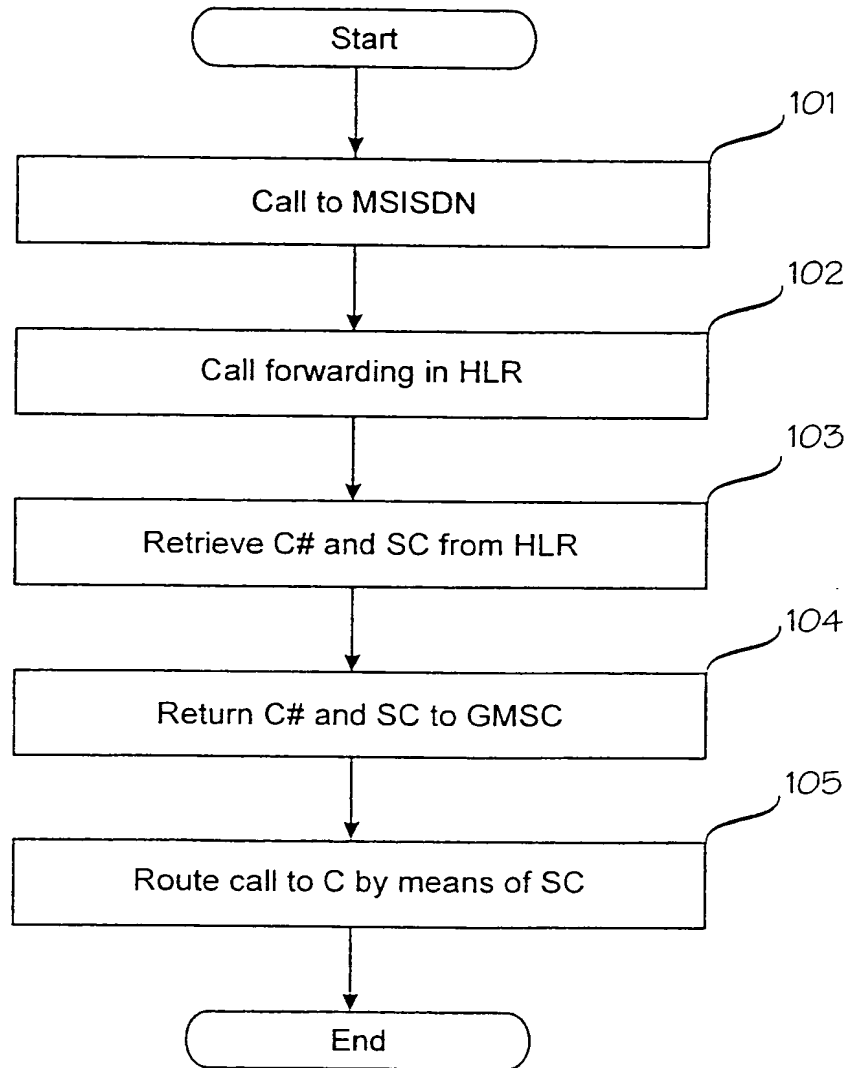 Start
101
Call to MSISDN
102
Call forwarding in HLR
103
Retrieve C# and SC from HLR
104
Return C# and SC to GMSC
105
Route call to C by means of SC
End